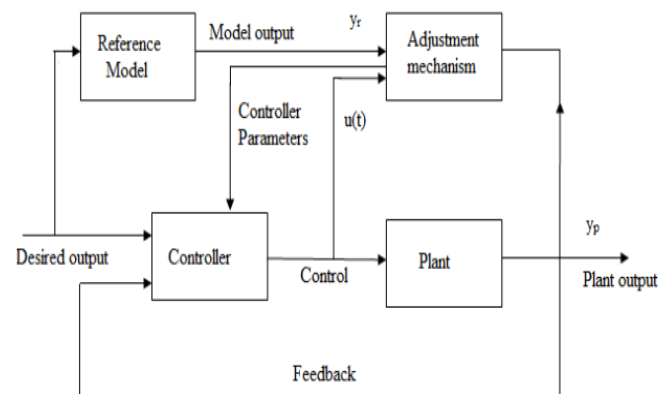 Reference
Model
Model output
yr
Adjustment
mechanism
Controller
Parameters
u(t)
Desired output
Controller
Control
Plant
yp
Plant output
Feedback